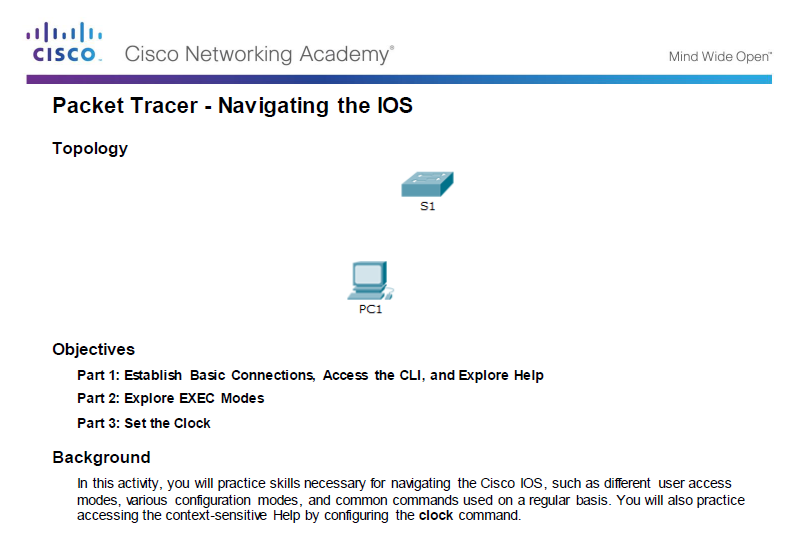 CISCO. Cisco Networking Academy® Mind Wide Open™
Packet Tracer - Navigating the IOS
Topology
S1
PC1
Objectives
Part 1: Establish Basic Connections, Access the CLI, and Explore Help
Part 2: Explore EXEC Modes
Part 3: Set the Clock
Background
In this activity, you will practice skills necessary for navigating the Cisco IOS, such as different user access
modes, various configuration modes, and common commands used on a regular basis. You will also practice
accessing the context-sensitive Help by configuring the clock command.